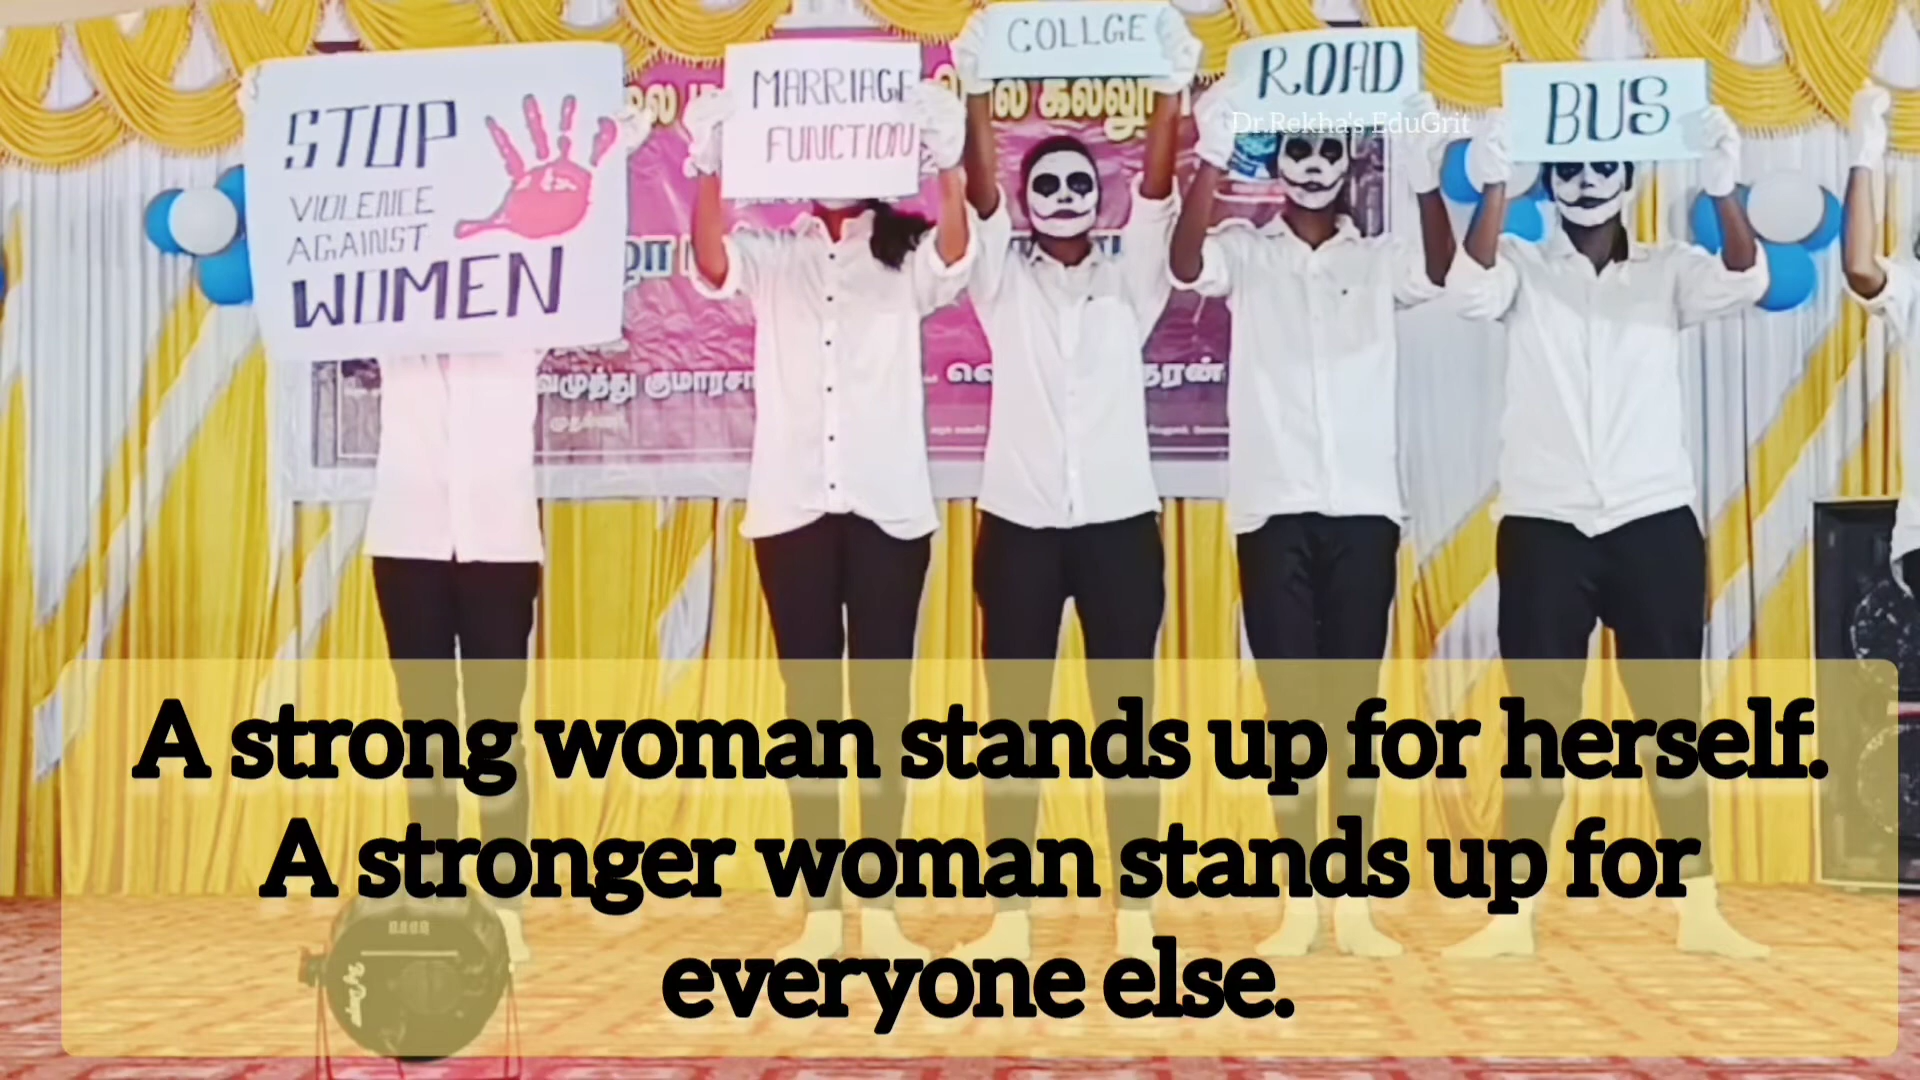 COLLGE
STOP
VIOLENCE
AGAINST
WOMEN
MARRIAGE
FUNCTION
ROAD
BUS
Dr.Rekha's EduGrit
A strong woman stands up for herself.
A stronger woman stands up for
everyone else.